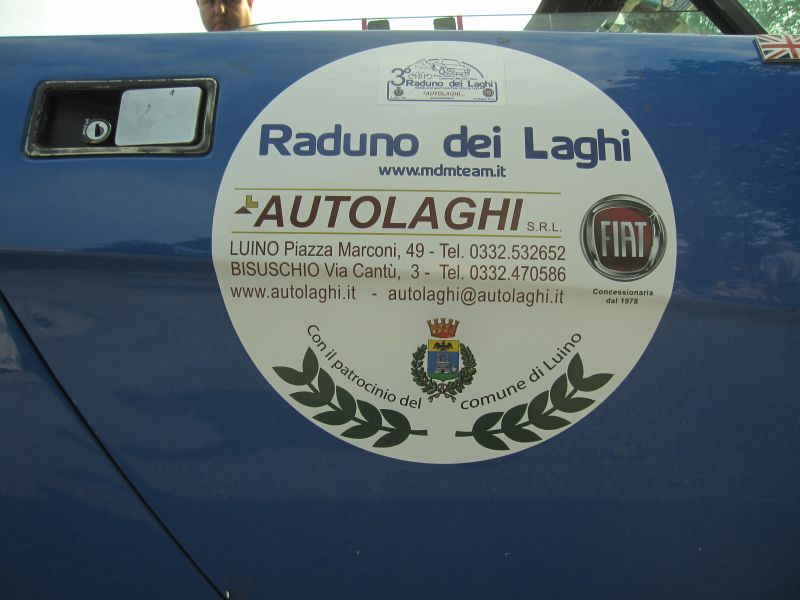 3°
Raduno dei Laghi
AUTOLAGHI
Raduno dei Laghi
www.mdmteam.it
AUTOLAGHI S.R.L.
LUINO Piazza Marconi, 49 - Tel. 0332.532652
BISUSCHIO Via Cantù, 3 - Tel. 0332.470586
www.autolaghi.it - autolaghi@autolaghi.it
FIAT
Concessionaria
dal 1978
Con il patrocinio del comune di Luino